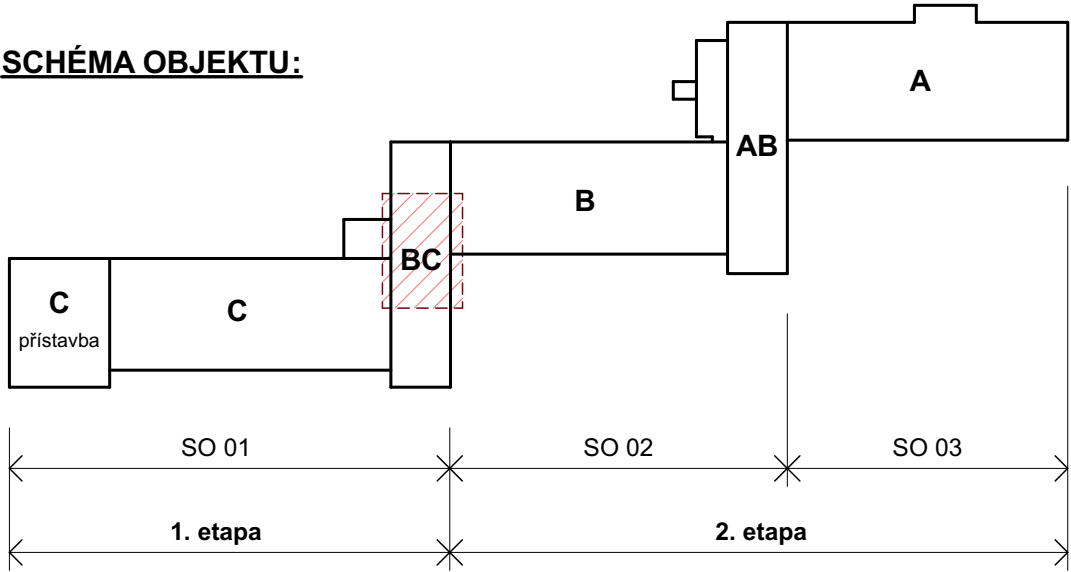 SCHÉMA OBJEKTU:
A
AB
B
BC
C
přístavba
C
SO 01
SO 02
SO 03
1. etapa
2. etapa